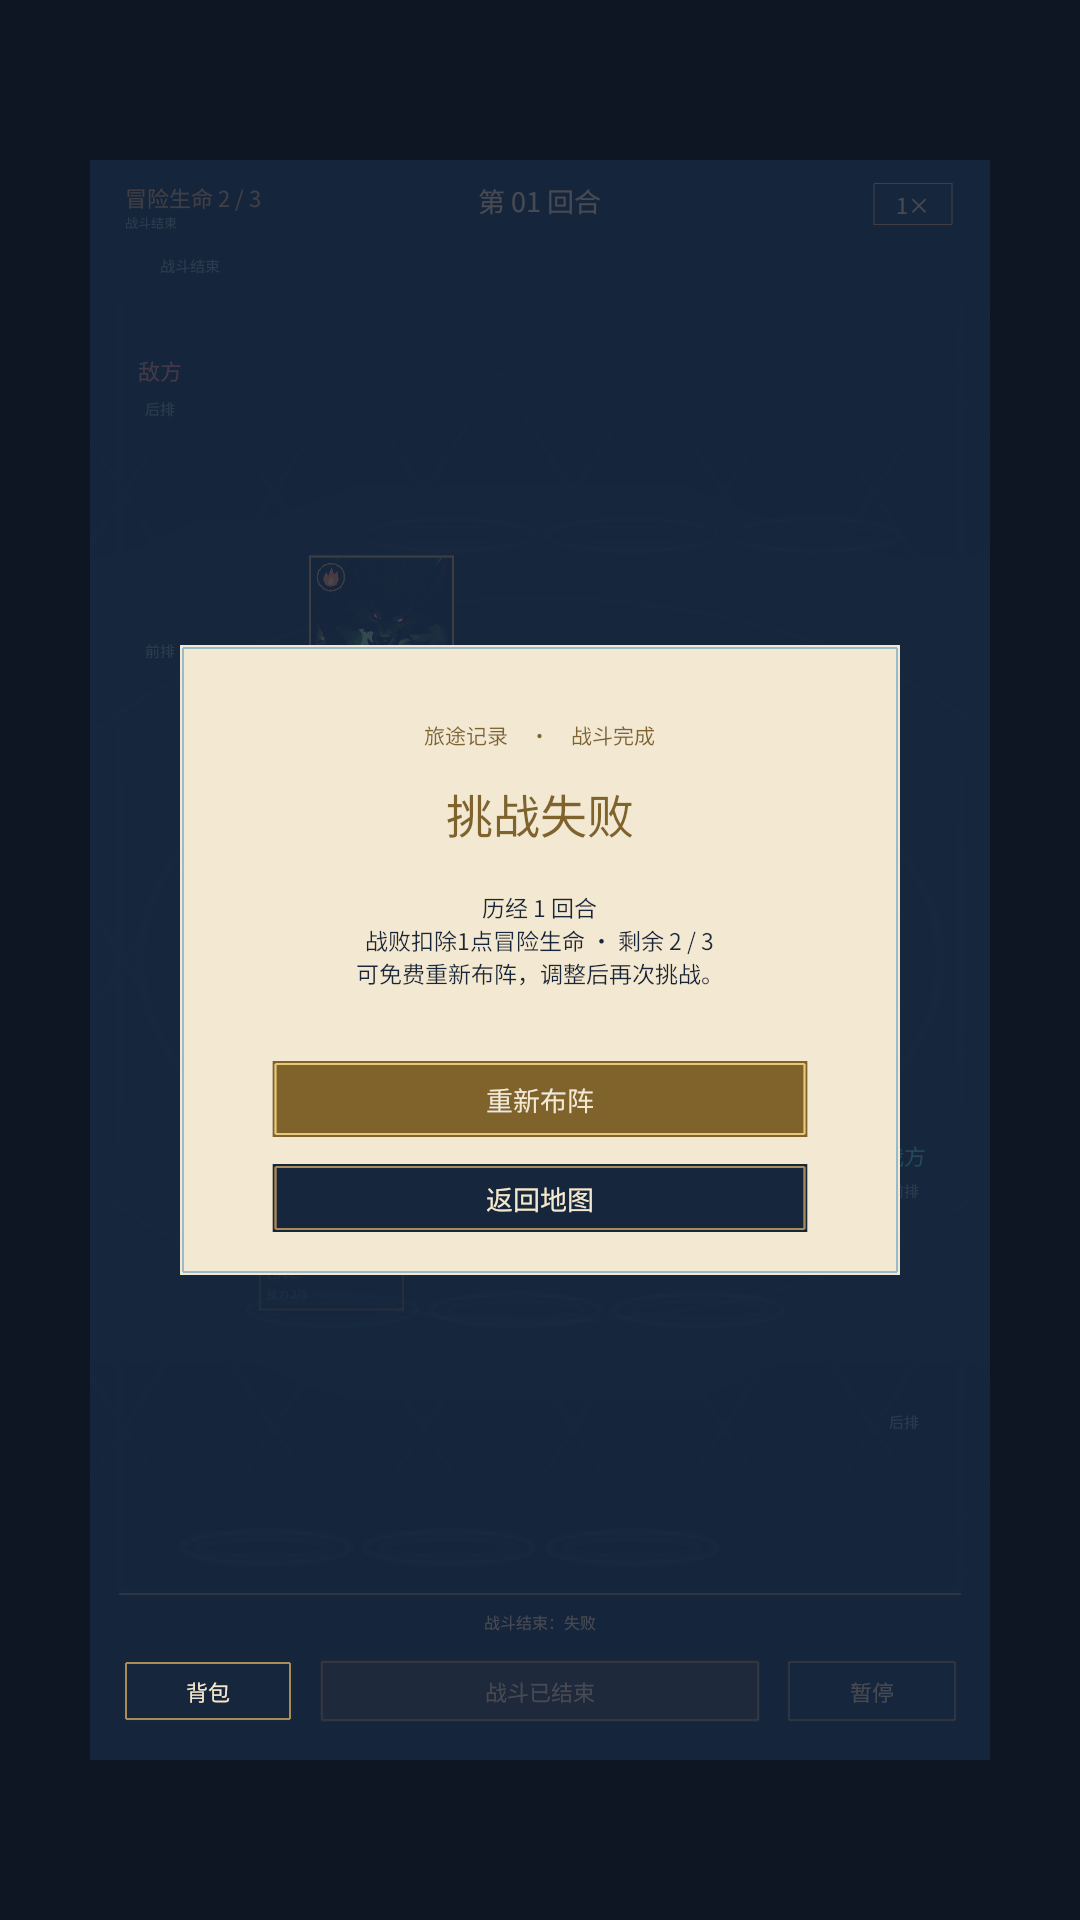 冒险生命 2 / 3
第 01 回合
1×
战斗结束
战斗结束
敌方
后排
前排
旅途记录 · 战斗完成
挑战失败
历经 1 回合
战败扣除1点冒险生命 · 剩余 2 / 3
可免费重新布阵，调整后再次挑战。
重新布阵
方
排
返回地图
后排
战斗结束：失败
背包
战斗已结束
暂停